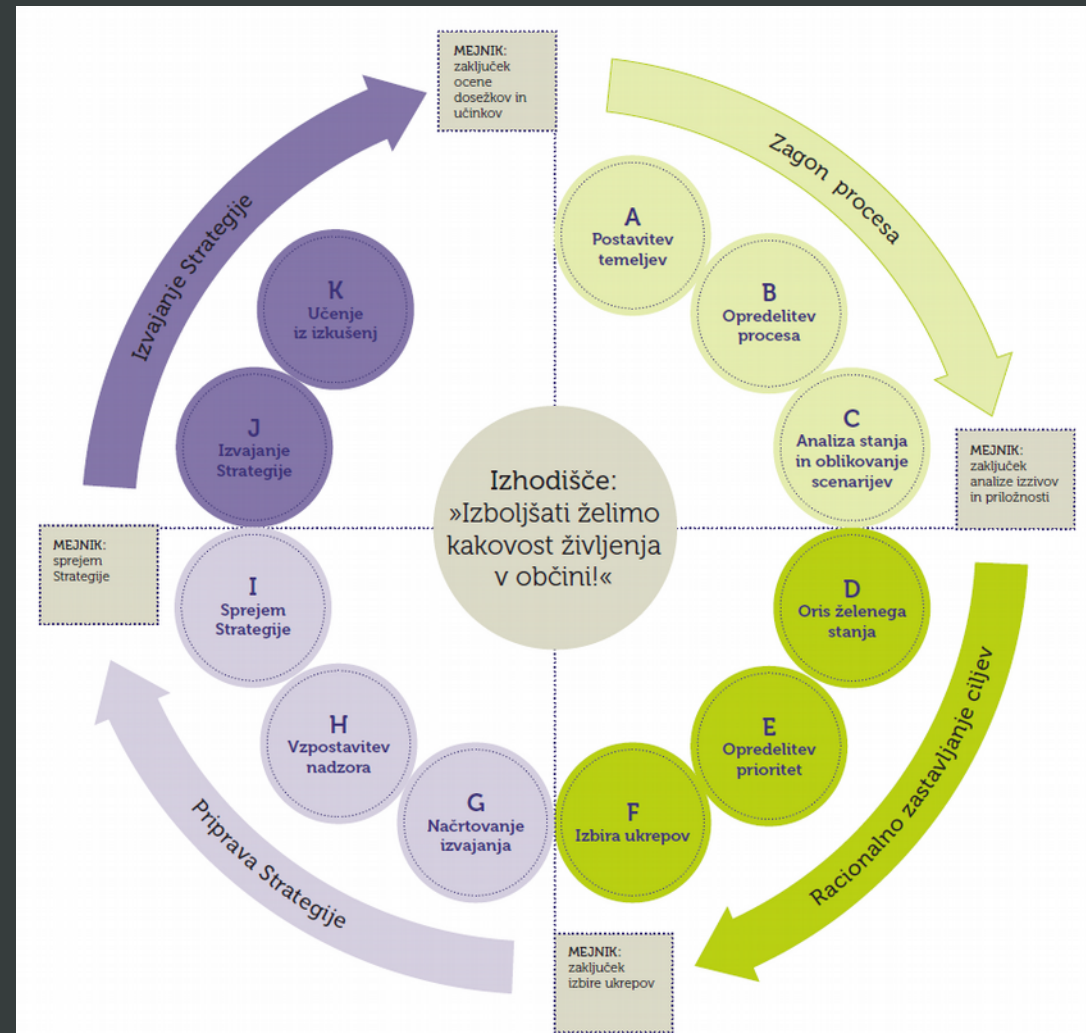 MEJNIK:
zaključek
ocene
dosežkov in
učinkov
Zagon procesa
A
Postavitev
temeljev
B
Opredelitev
procesa
C
Analiza stanja
in oblikovanje
scenarijev
MEJNIK:
zaključek
analize izzivov
in priložnosti
Izhodišče:
»Izboljšati želimo
kakovost življenja
v občini!«
D
Oris želenega
stanja
E
Opredelitev
prioritet
F
Izbira ukrepov
Racionalno zastavljanje ciljev
MEJNIK:
zaključek
izbire ukrepov
G
Načrtovanje
izvajanja
H
Vzpostavitev
nadzora
I
Sprejem
Strategije
Priprava Strategije
MEJNIK:
sprejem
Strategije
J
Izvajanje
Strategije
K
Učenje
iz izkušenj
Izvajanje Strategije